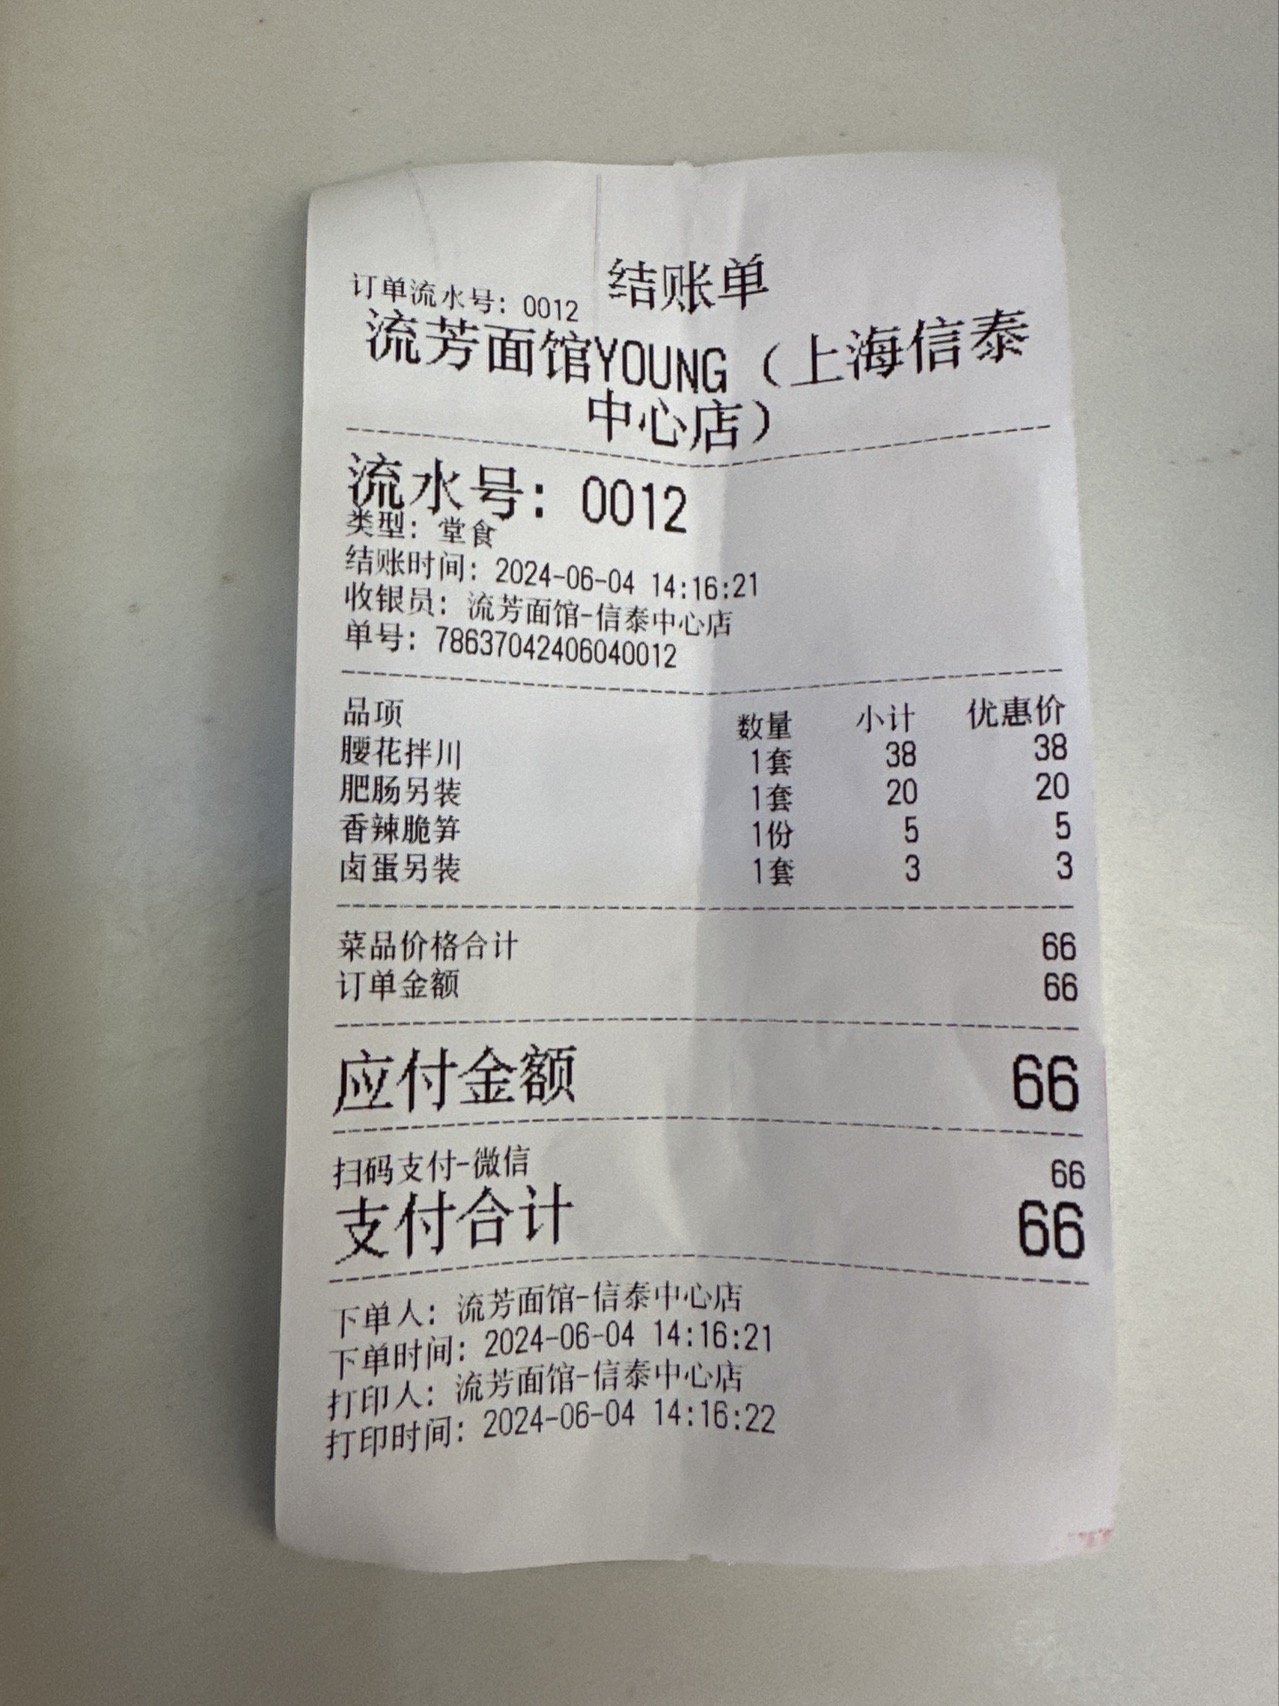 结账单
订单流水号：0012
流芳面馆YOUNG（上海信泰
中心店）
流水号：0012
类型：堂食
结账时间：2024-06-04 14:16:21
收银员：流芳面馆-信泰中心店
单号：78637042406040012
品项 数量 小计 优惠价
腰花拌川 1套 38 38
肥肠另装 1套 20 20
香辣脆笋 1份 5 5
卤蛋另装 1套 3 3
菜品价格合计 66
订单金额 66
应付金额 66
扫码支付-微信 66
支付合计 66
下单人：流芳面馆-信泰中心店
下单时间：2024-06-04 14:16:21
打印人：流芳面馆-信泰中心店
打印时间：2024-06-04 14:16:22